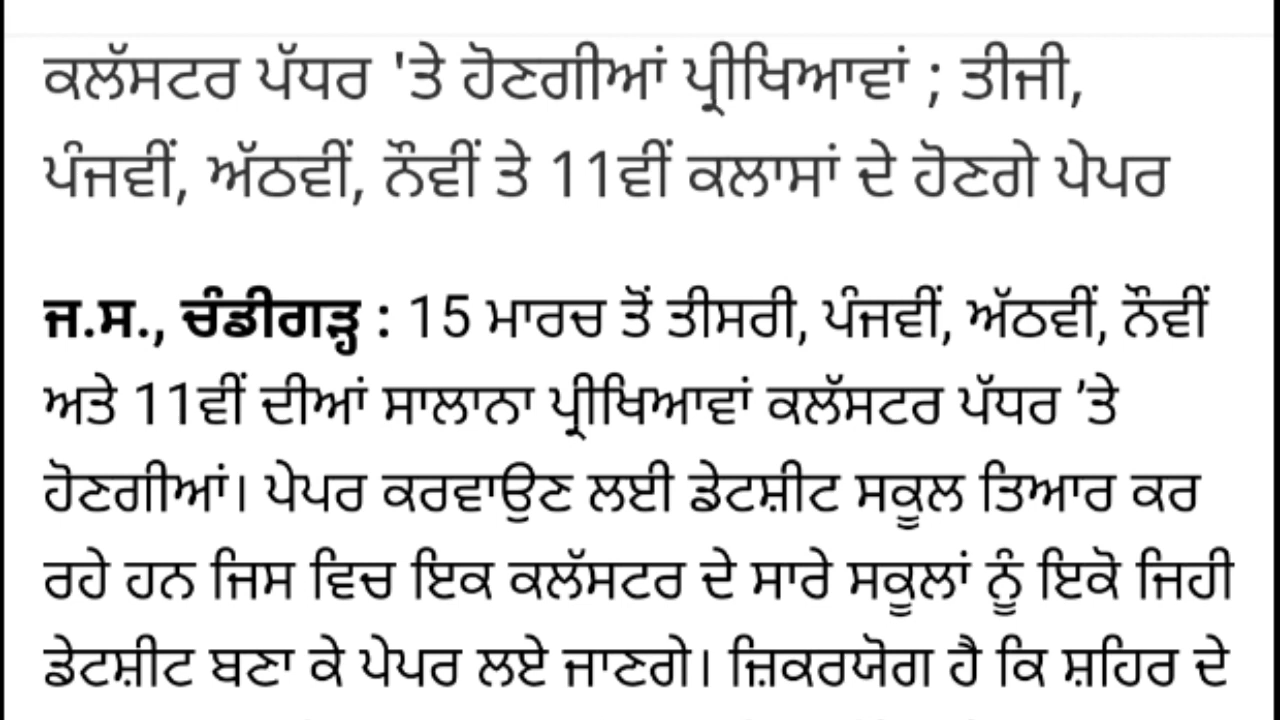 ਕਲੱਸਟਰ ਪੱਧਰ 'ਤੇ ਹੋਣਗੀਆਂ ਪ੍ਰੀਖਿਆਵਾਂ ; ਤੀਜੀ,
ਪੰਜਵੀਂ, ਅੱਠਵੀਂ, ਨੌਵੀਂ ਤੇ 11ਵੀਂ ਕਲਾਸਾਂ ਦੇ ਹੋਣਗੇ ਪੇਪਰ
ਜ.ਸ., ਚੰਡੀਗੜ੍ਹ : 15 ਮਾਰਚ ਤੋਂ ਤੀਸਰੀ, ਪੰਜਵੀਂ, ਅੱਠਵੀਂ, ਨੌਵੀਂ
ਅਤੇ 11ਵੀਂ ਦੀਆਂ ਸਾਲਾਨਾ ਪ੍ਰੀਖਿਆਵਾਂ ਕਲੱਸਟਰ ਪੱਧਰ ’ਤੇ
ਹੋਣਗੀਆਂ। ਪੇਪਰ ਕਰਵਾਉਣ ਲਈ ਡੇਟਸ਼ੀਟ ਸਕੂਲ ਤਿਆਰ ਕਰ
ਰਹੇ ਹਨ ਜਿਸ ਵਿਚ ਇਕ ਕਲੱਸਟਰ ਦੇ ਸਾਰੇ ਸਕੂਲਾਂ ਨੂੰ ਇਕੋ ਜਿਹੀ
ਡੇਟਸ਼ੀਟ ਬਣਾ ਕੇ ਪੇਪਰ ਲਏ ਜਾਣਗੇ। ਜ਼ਿਕਰਯੋਗ ਹੈ ਕਿ ਸ਼ਹਿਰ ਦੇ